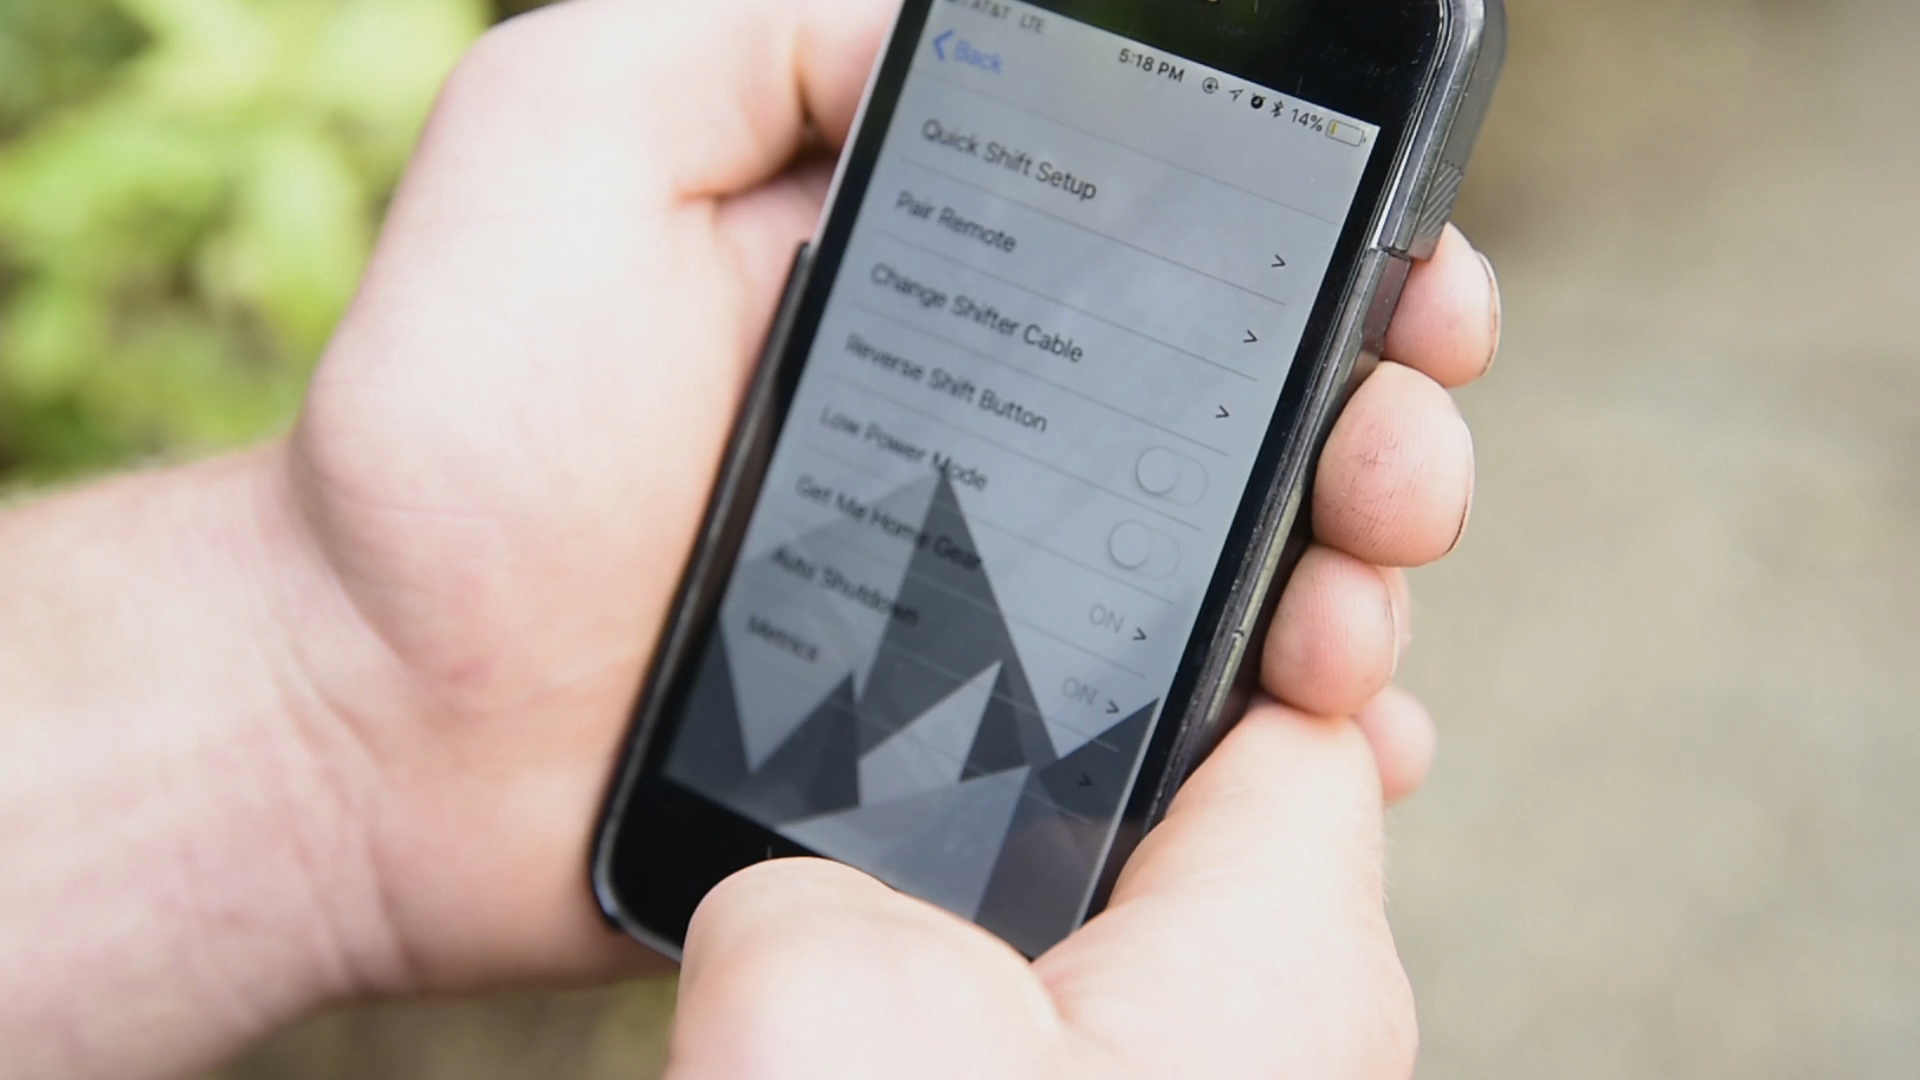 AT&T LTE 5:18 PM 14%
Back
Quick Shift Setup
Pair Remote >
Change Shifter Cable >
Reverse Shift Button >
Low Power Mode
Get Me Home Gear
Auto Shutdown ON >
Metrics ON >
>